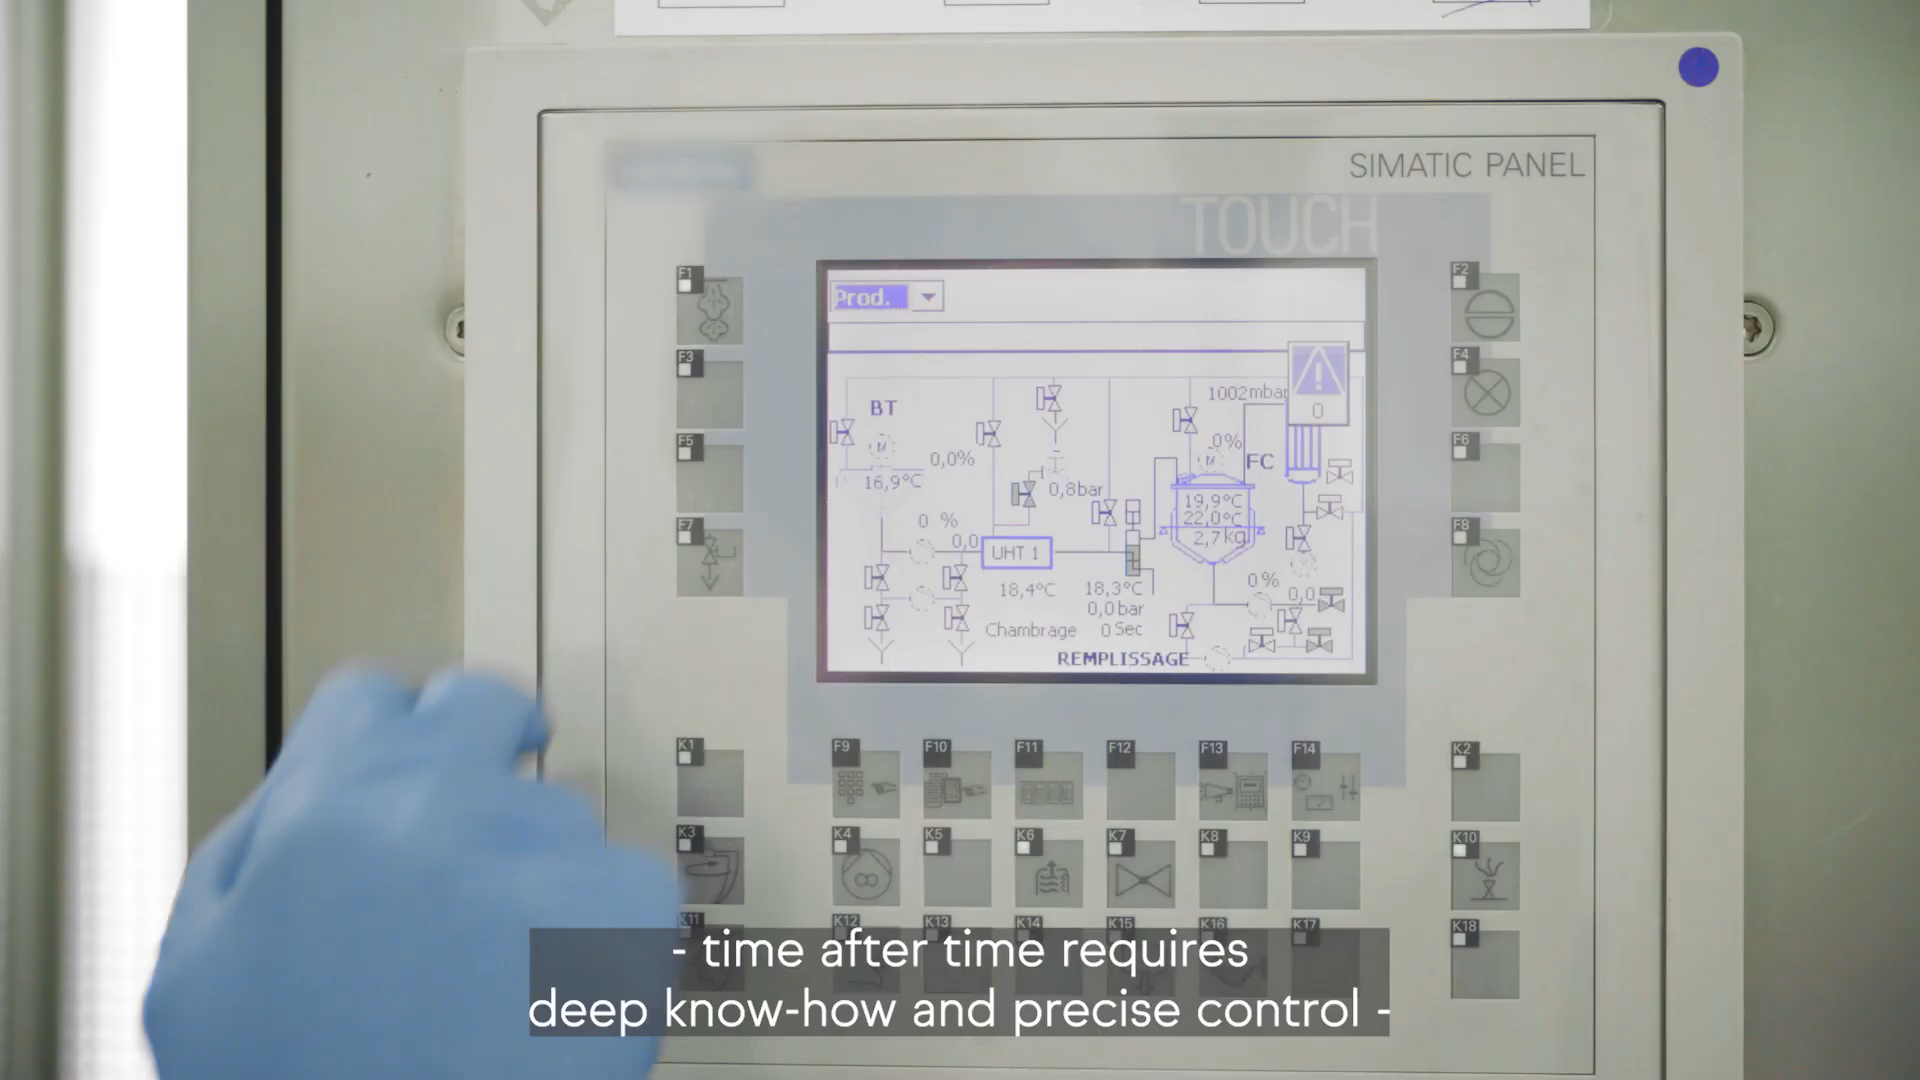 SIMATIC PANEL
TOUCH
F1
F2
Prod.
F3
F4
1002mbar
0
BT
M
0,0%
16,9°C
0%
M
FC
F5
F6
0,8bar
19,9°C
22,0°C
2,7kg
0 %
0,0
UHT 1
F7
F8
18,4°C
18,3°C
0,0bar
0%
0,0
Chambrage 0 Sec
REMPLISSAGE
K1
F9
F10
F11
F12
F13
F14
K2
K3
K4
K5
K6
K7
K8
K9
K10
K11
K12
K13
K14
K15
K16
K17
K18
- time after time requires
deep know-how and precise control -